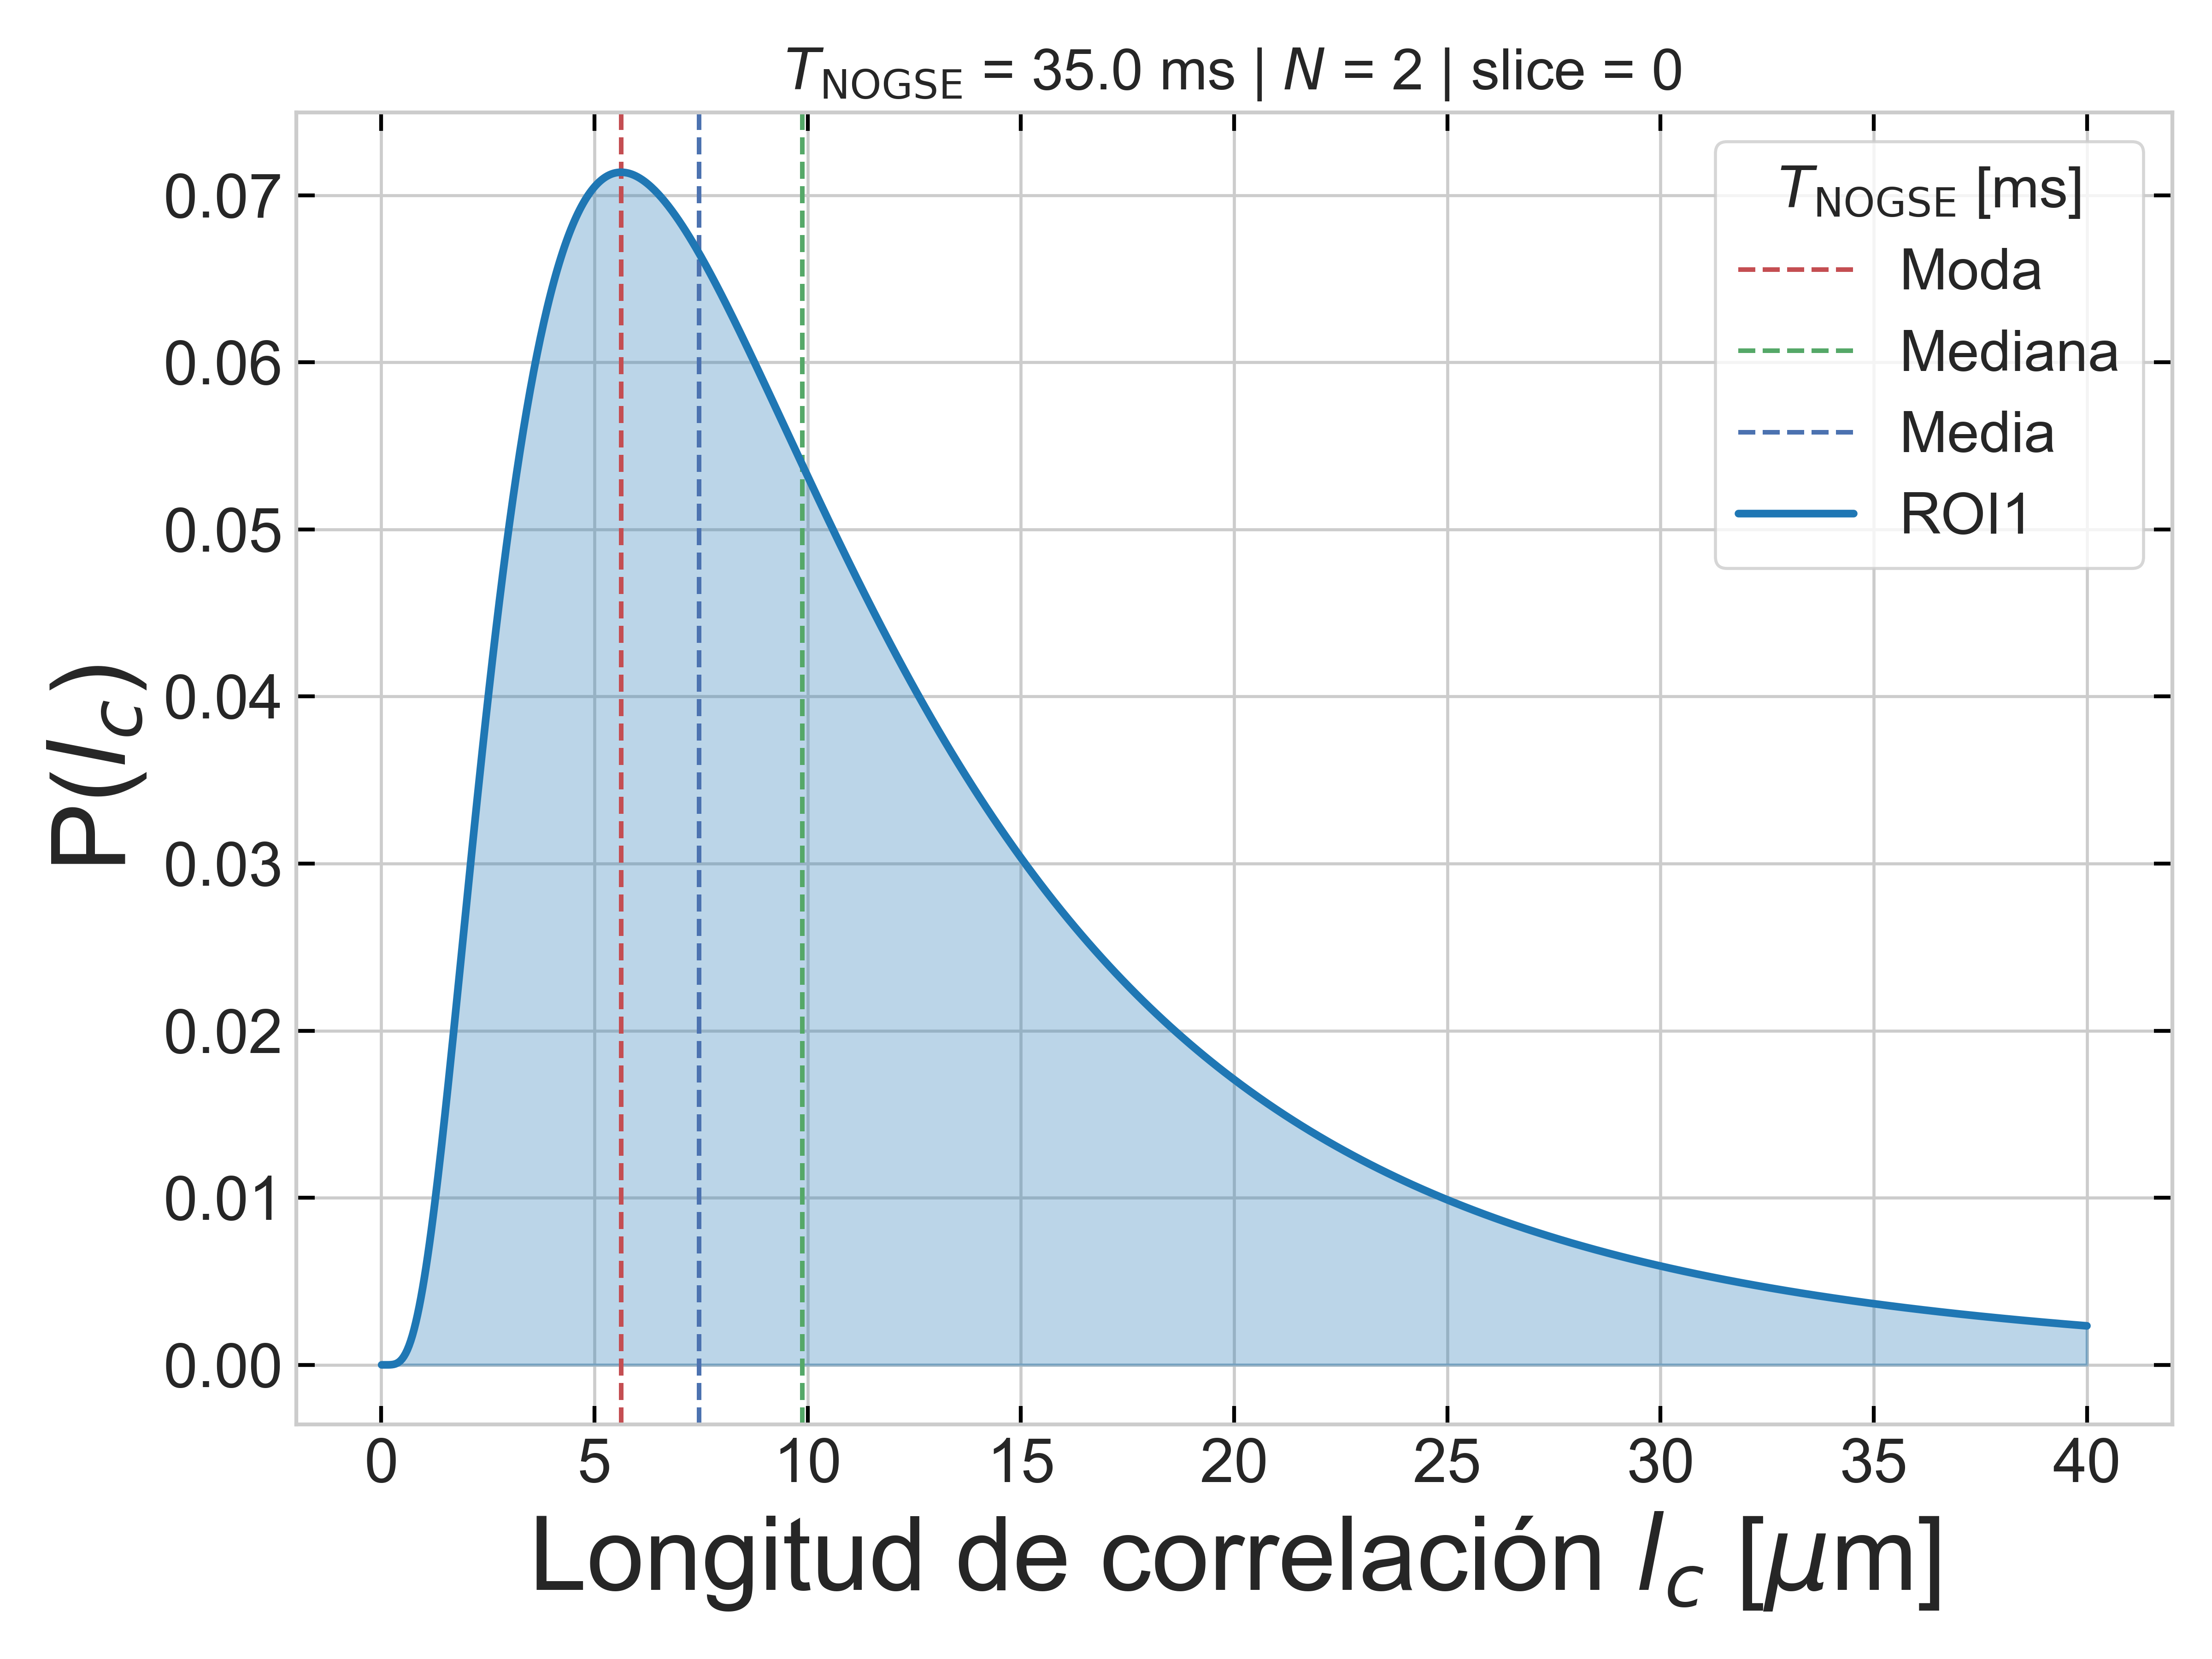 T_NOGSE = 35.0 ms | N = 2 | slice = 0
T_NOGSE [ms]
Moda
Mediana
Media
ROI1
P(l_c)
0.07
0.06
0.05
0.04
0.03
0.02
0.01
0.00
0 5 10 15 20 25 30 35 40
Longitud de correlación l_c [μm]